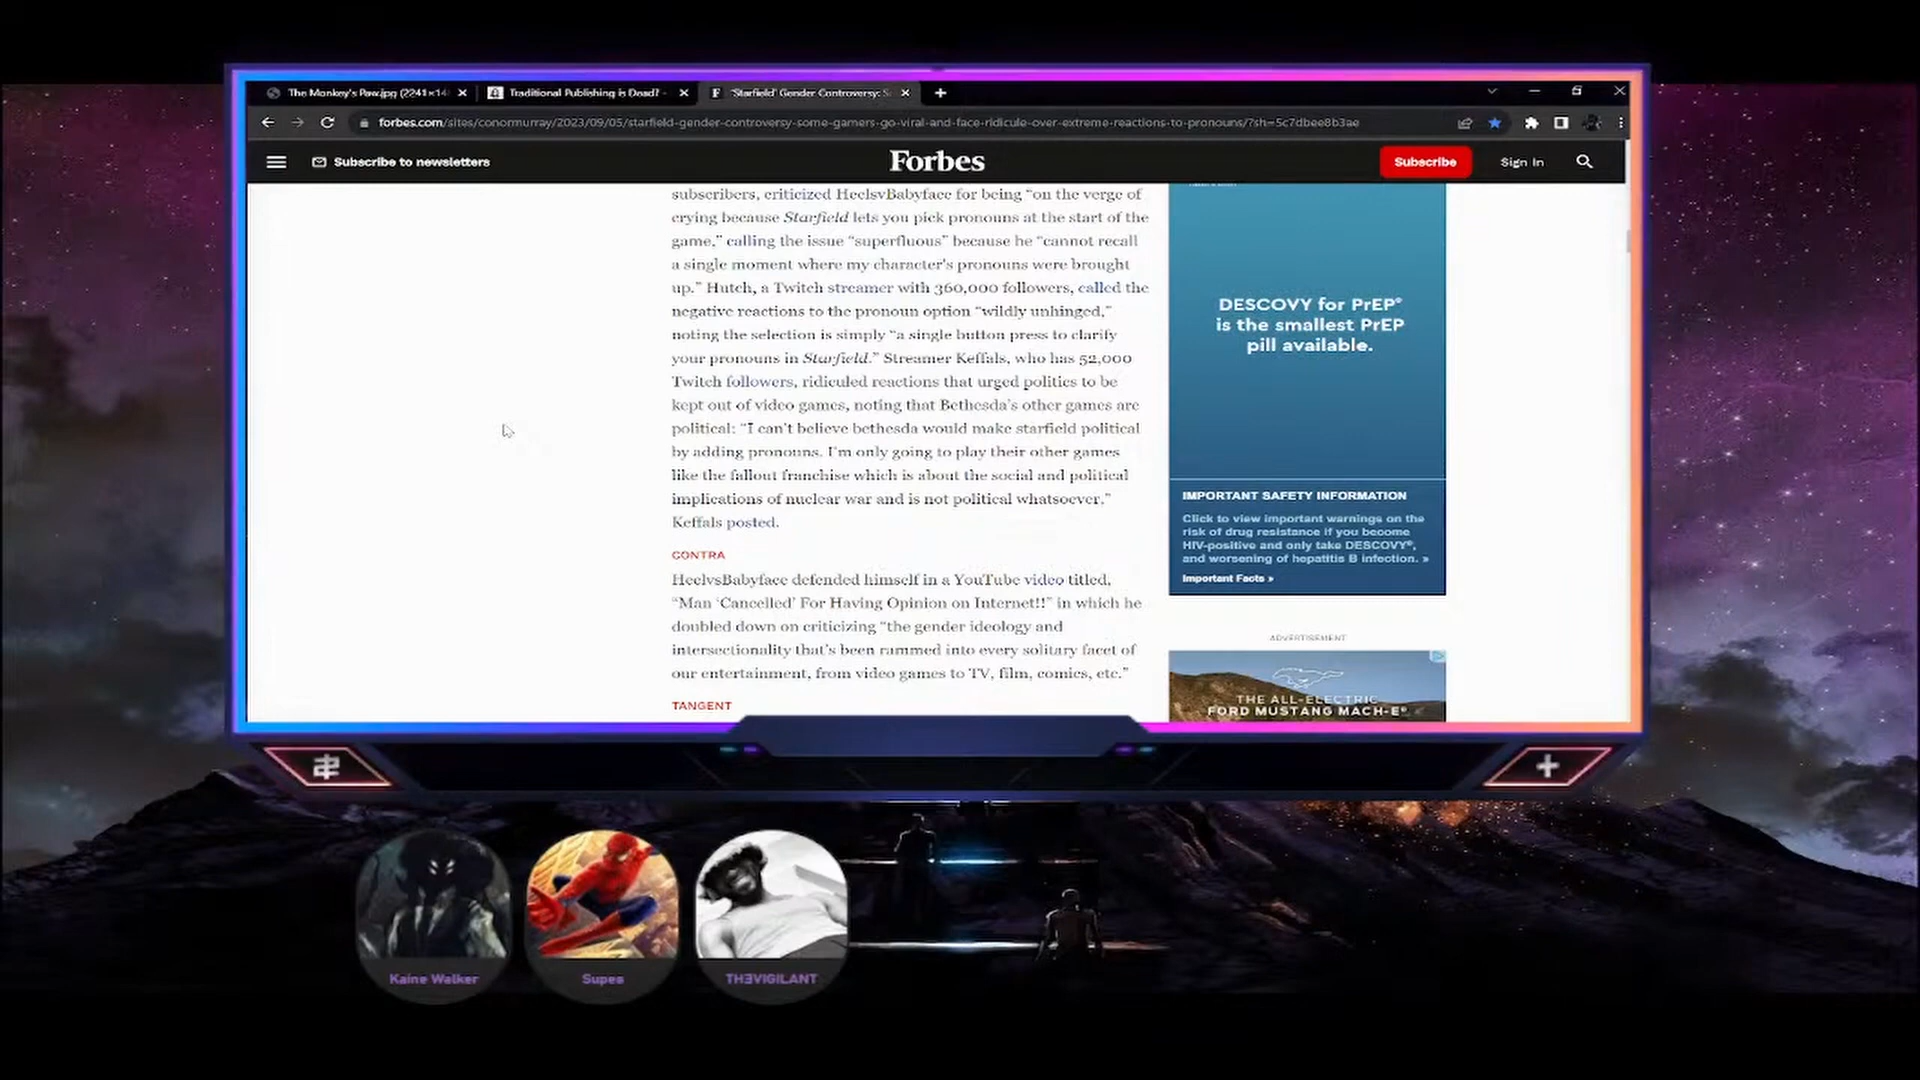 The Monkey's Paw.jpg (2241×14
Traditional Publishing is Dead? -
F 'Starfield' Gender Controversy: S
forbes.com/sites/conormurray/2023/09/05/starfield-gender-controversy-some-gamers-go-viral-and-face-ridicule-over-extreme-reactions-to-pronouns/?sh=5c7dbee8b3ae
Subscribe to newsletters
Forbes
Subscribe
Sign In
subscribers, criticized HeelsvBabyface for being “on the verge of
crying because Starfield lets you pick pronouns at the start of the
game,” calling the issue “superfluous” because he “cannot recall
a single moment where my character's pronouns were brought
up.” Hutch, a Twitch streamer with 360,000 followers, called the
negative reactions to the pronoun option “wildly unhinged,”
noting the selection is simply “a single button press to clarify
your pronouns in Starfield.” Streamer Keffals, who has 52,000
Twitch followers, ridiculed reactions that urged politics to be
kept out of video games, noting that Bethesda's other games are
political: “I can't believe bethesda would make starfield political
by adding pronouns. I'm only going to play their other games
like the fallout franchise which is about the social and political
implications of nuclear war and is not political whatsoever.”
Keffals posted.
CONTRA
HeelvsBabyface defended himself in a YouTube video titled,
“Man ‘Cancelled’ For Having Opinion on Internet!!” in which he
doubled down on criticizing “the gender ideology and
intersectionality that's been rammed into every solitary facet of
our entertainment, from video games to TV, film, comics, etc.”
TANGENT
DESCOVY for PrEP®
is the smallest PrEP
pill available.
IMPORTANT SAFETY INFORMATION
Click to view important warnings on the
risk of drug resistance if you become
HIV-positive and only take DESCOVY®,
and worsening of hepatitis B infection. »
Important Facts »
ADVERTISEMENT
THE ALL-ELECTRIC
FORD MUSTANG MACH-E®
Kaine Walker
Supes
THƎVIGILANT